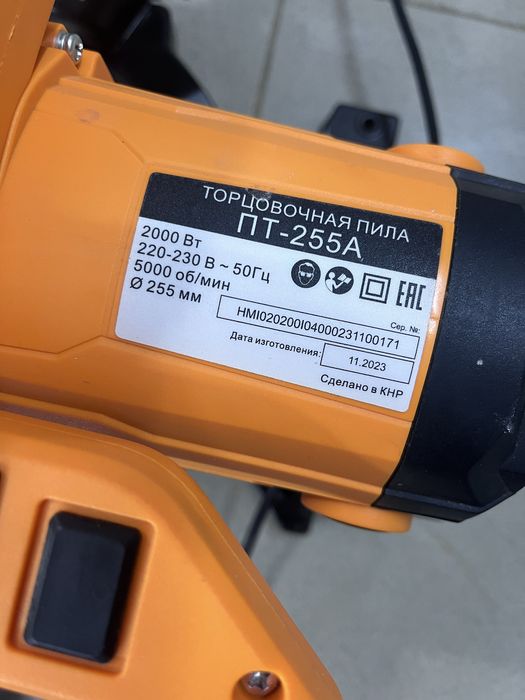 ТОРЦОВОЧНАЯ ПИЛА
ПТ-255А
2000 Вт
220-230 В ~ 50Гц
5000 об/мин
Ø 255 мм
EAC
Сер. №:
HMI020200I04000231100171
Дата изготовления:
11.2023
Сделано в КНР